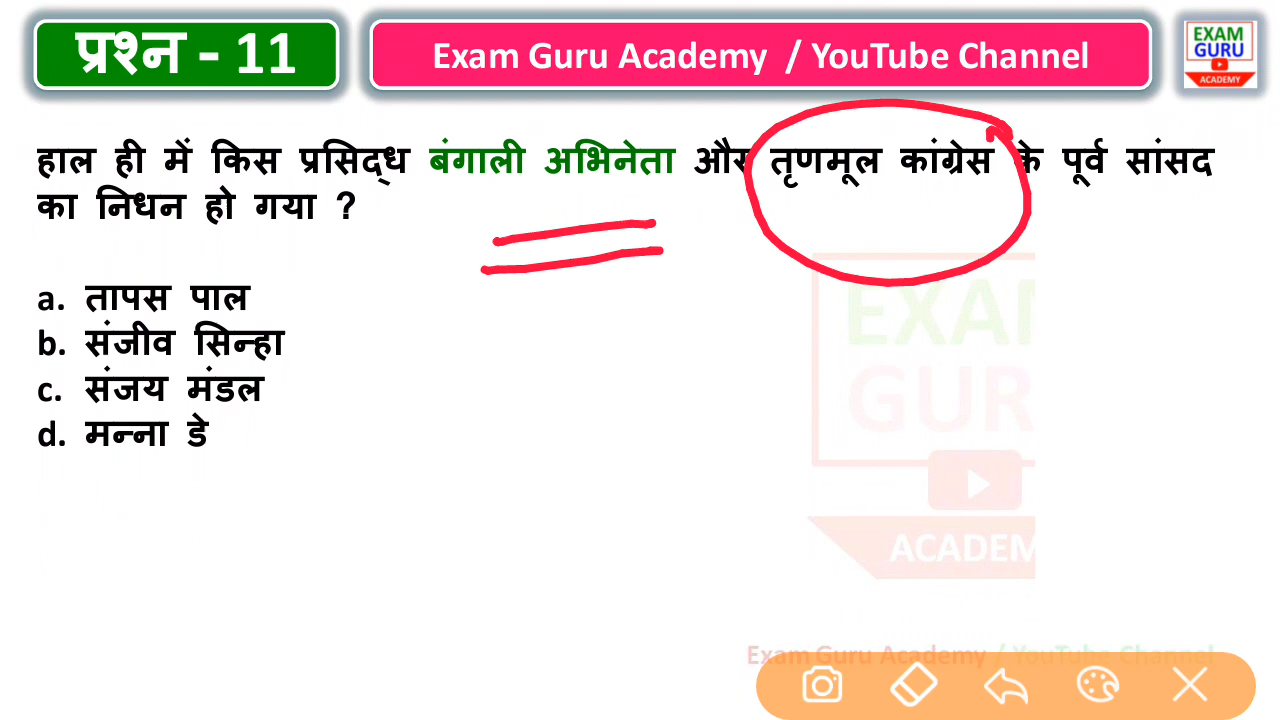 प्रश्न - 11
Exam Guru Academy / YouTube Channel
EXAM
GURU
ACADEMY
हाल ही में किस प्रसिद्ध बंगाली अभिनेता और तृणमूल कांग्रेस के पूर्व सांसद
का निधन हो गया ?
a. तापस पाल
b. संजीव सिन्हा
c. संजय मंडल
d. मन्ना डे
EXAM
GURU
ACADEM
Exam Guru Academy / YouTube Channel